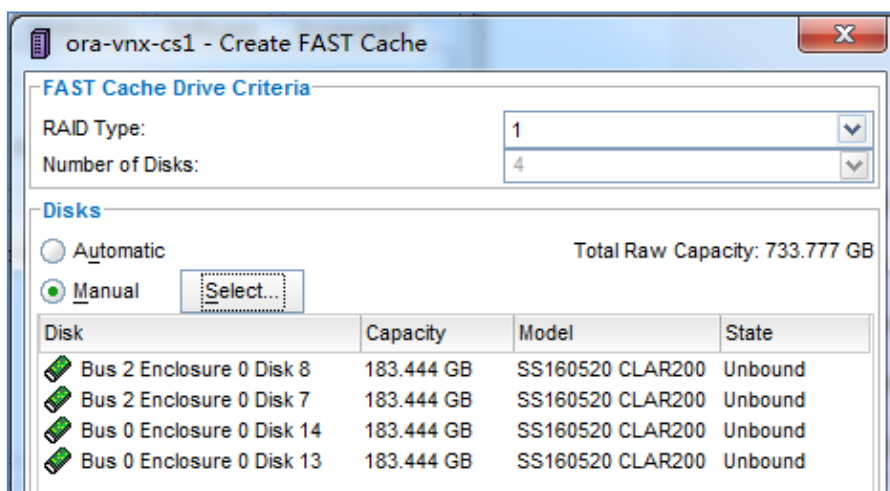 ora-vnx-cs1 - Create FAST Cache
FAST Cache Drive Criteria
RAID Type: 1
Number of Disks: 4
Disks
Automatic Total Raw Capacity: 733.777 GB
Manual Select...
Disk Capacity Model State
Bus 2 Enclosure 0 Disk 8 183.444 GB SS160520 CLAR200 Unbound
Bus 2 Enclosure 0 Disk 7 183.444 GB SS160520 CLAR200 Unbound
Bus 0 Enclosure 0 Disk 14 183.444 GB SS160520 CLAR200 Unbound
Bus 0 Enclosure 0 Disk 13 183.444 GB SS160520 CLAR200 Unbound